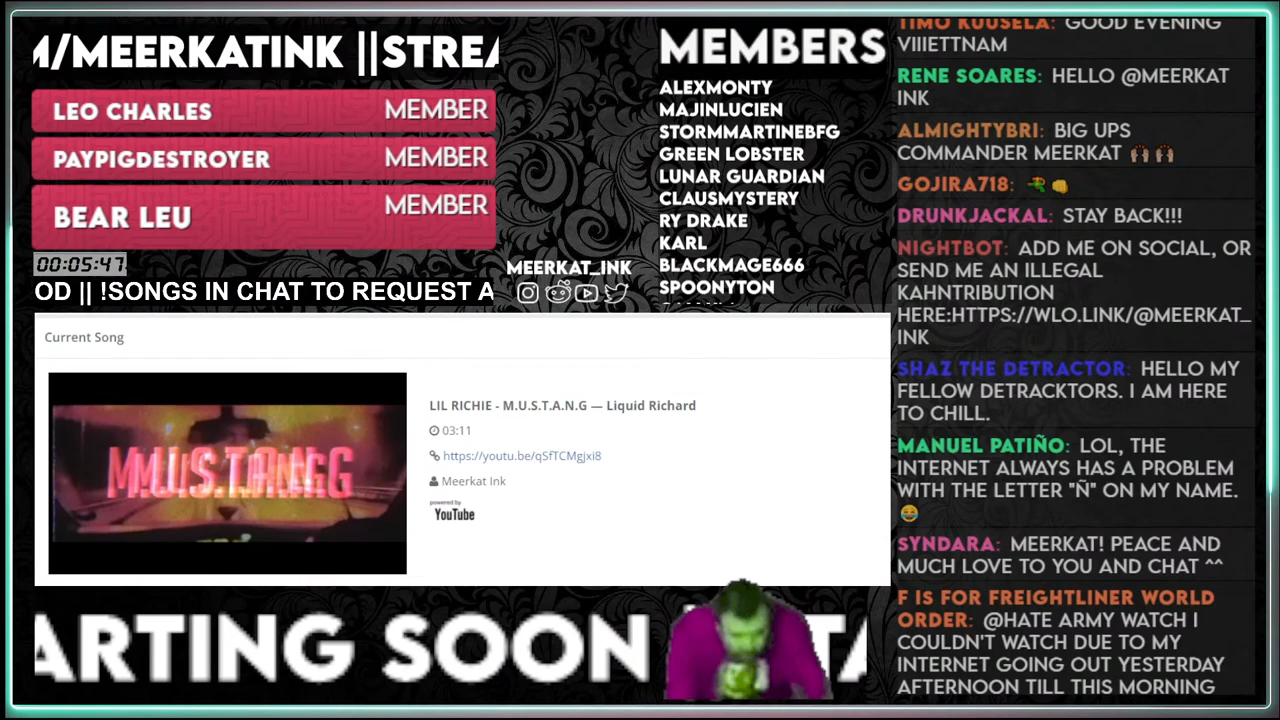 M/MEERKATINK ||STREA
LEO CHARLES MEMBER
PAYPIGDESTROYER MEMBER
BEAR LEU MEMBER
00:05:47
OD || !SONGS IN CHAT TO REQUEST A
MEERKAT_INK
MEMBERS
ALEXMONTY
MAJINLUCIEN
STORMMARTINEBFG
GREEN LOBSTER
LUNAR GUARDIAN
CLAUSMYSTERY
RY DRAKE
KARL
BLACKMAGE666
SPOONYTON
Current Song
M.U.S.T.A.N.G
LIL RICHIE - M.U.S.T.A.N.G — Liquid Richard
03:11
https://youtu.be/qSfTCMgjxi8
Meerkat Ink
powered by
YouTube
ARTING SOON
TA
TIMO KUUSELA: GOOD EVENING
VIIIETTNAM
RENE SOARES: HELLO @MEERKAT
INK
ALMIGHTYBRI: BIG UPS
COMMANDER MEERKAT 🙌🏽 🙌🏽
GOJIRA718:
DRUNKJACKAL: STAY BACK!!!
NIGHTBOT: ADD ME ON SOCIAL, OR
SEND ME AN ILLEGAL
KAHNTRIBUTION
HERE:HTTPS://WLO.LINK/@MEERKAT_
INK
SHAZ THE DETRACTOR: HELLO MY
FELLOW DETRACKTORS. I AM HERE
TO CHILL.
MANUEL PATIÑO: LOL, THE
INTERNET ALWAYS HAS A PROBLEM
WITH THE LETTER "Ñ" ON MY NAME.
😂
SYNDARA: MEERKAT! PEACE AND
MUCH LOVE TO YOU AND CHAT ^^
F IS FOR FREIGHTLINER WORLD
ORDER: @HATE ARMY WATCH I
COULDN'T WATCH DUE TO MY
INTERNET GOING OUT YESTERDAY
AFTERNOON TILL THIS MORNING